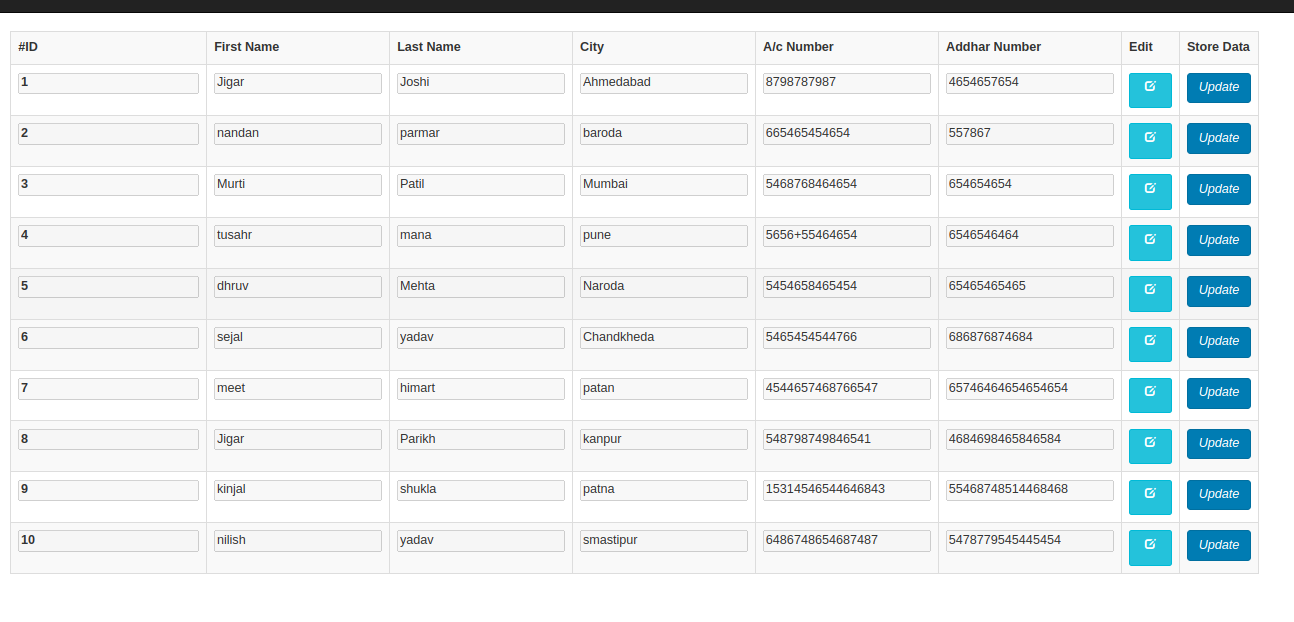 #ID First Name Last Name City A/c Number Addhar Number Edit Store Data
1 Jigar Joshi Ahmedabad 8798787987 4654657654 Update
2 nandan parmar baroda 665465454654 557867 Update
3 Murti Patil Mumbai 5468768464654 654654654 Update
4 tusahr mana pune 5656+55464654 6546546464 Update
5 dhruv Mehta Naroda 5454658465454 65465465465 Update
6 sejal yadav Chandkheda 5465454544766 686876874684 Update
7 meet himart patan 4544657468766547 65746464654654654 Update
8 Jigar Parikh kanpur 548798749846541 4684698465846584 Update
9 kinjal shukla patna 15314546544646843 55468748514468468 Update
10 nilish yadav smastipur 6486748654687487 5478779545445454 Update